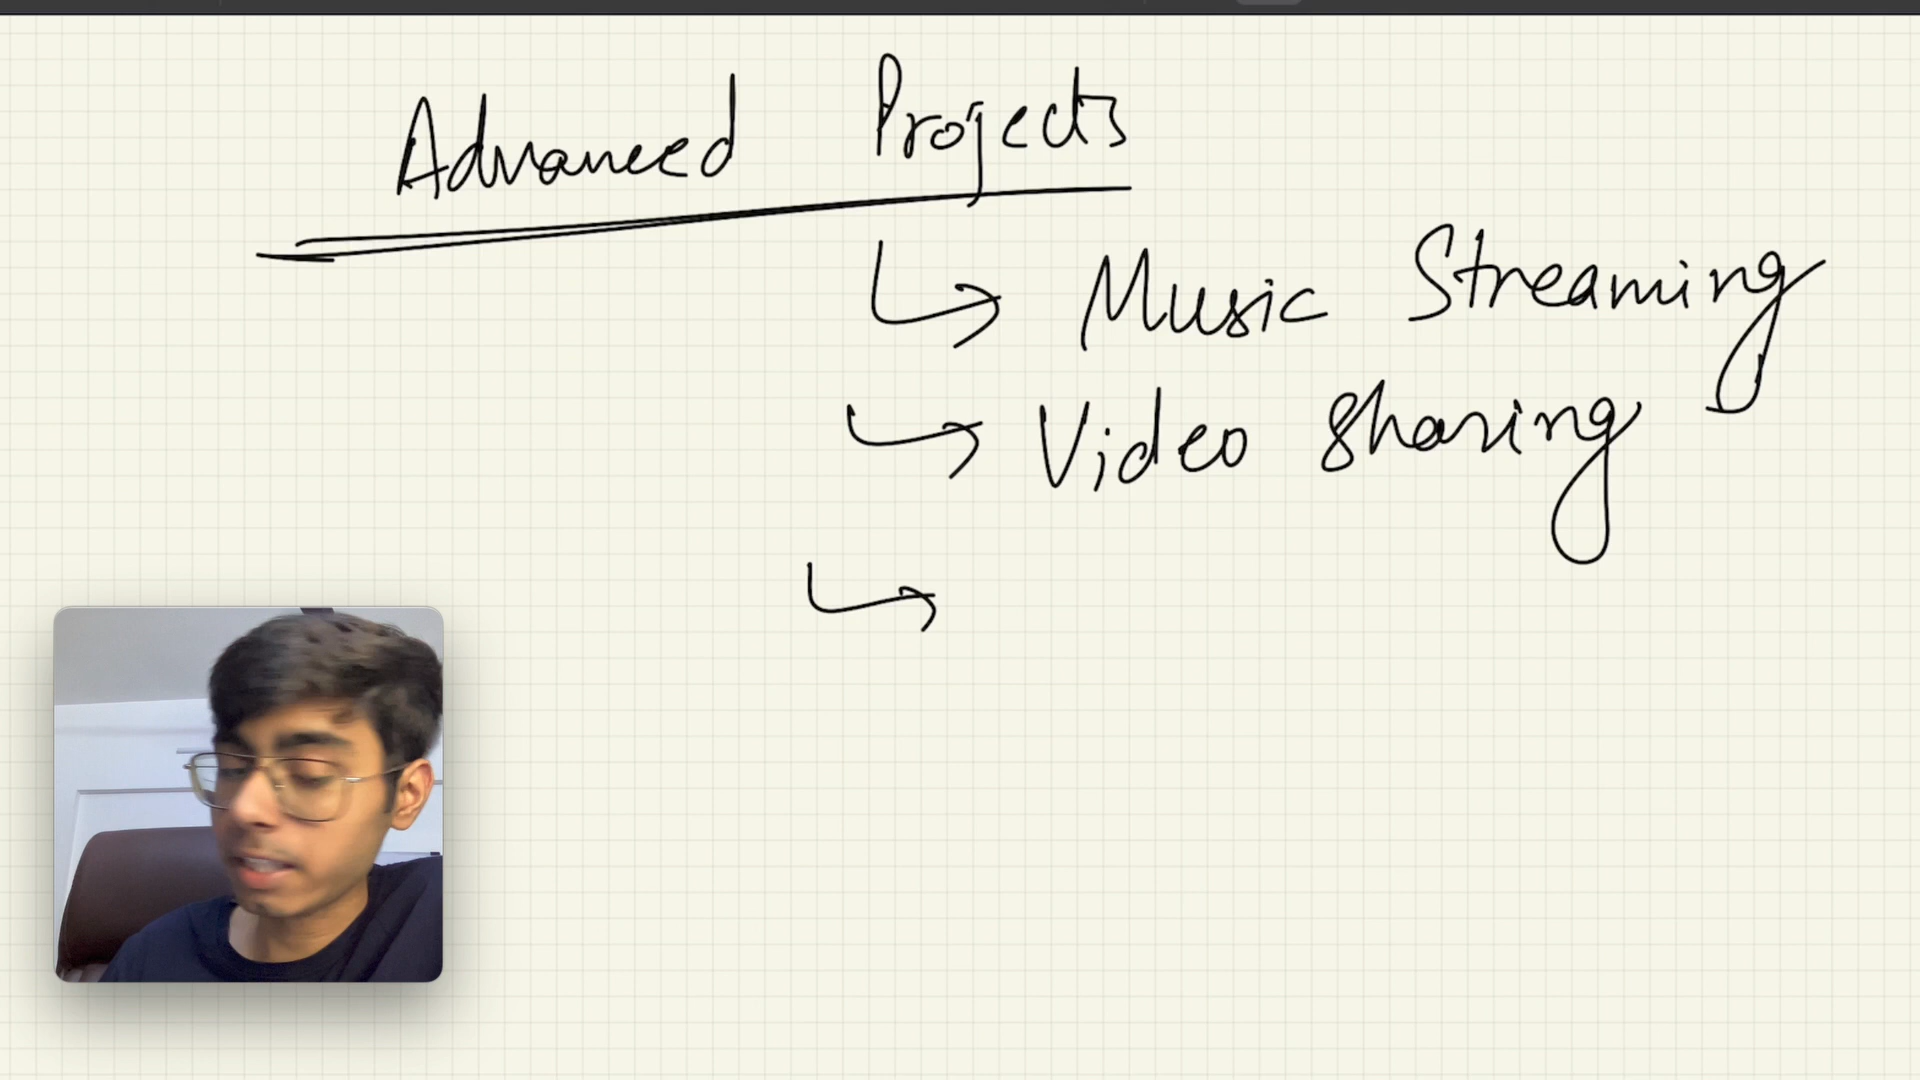 Advanced Projects
↳ Music Streaming
↳ Video Sharing
↳